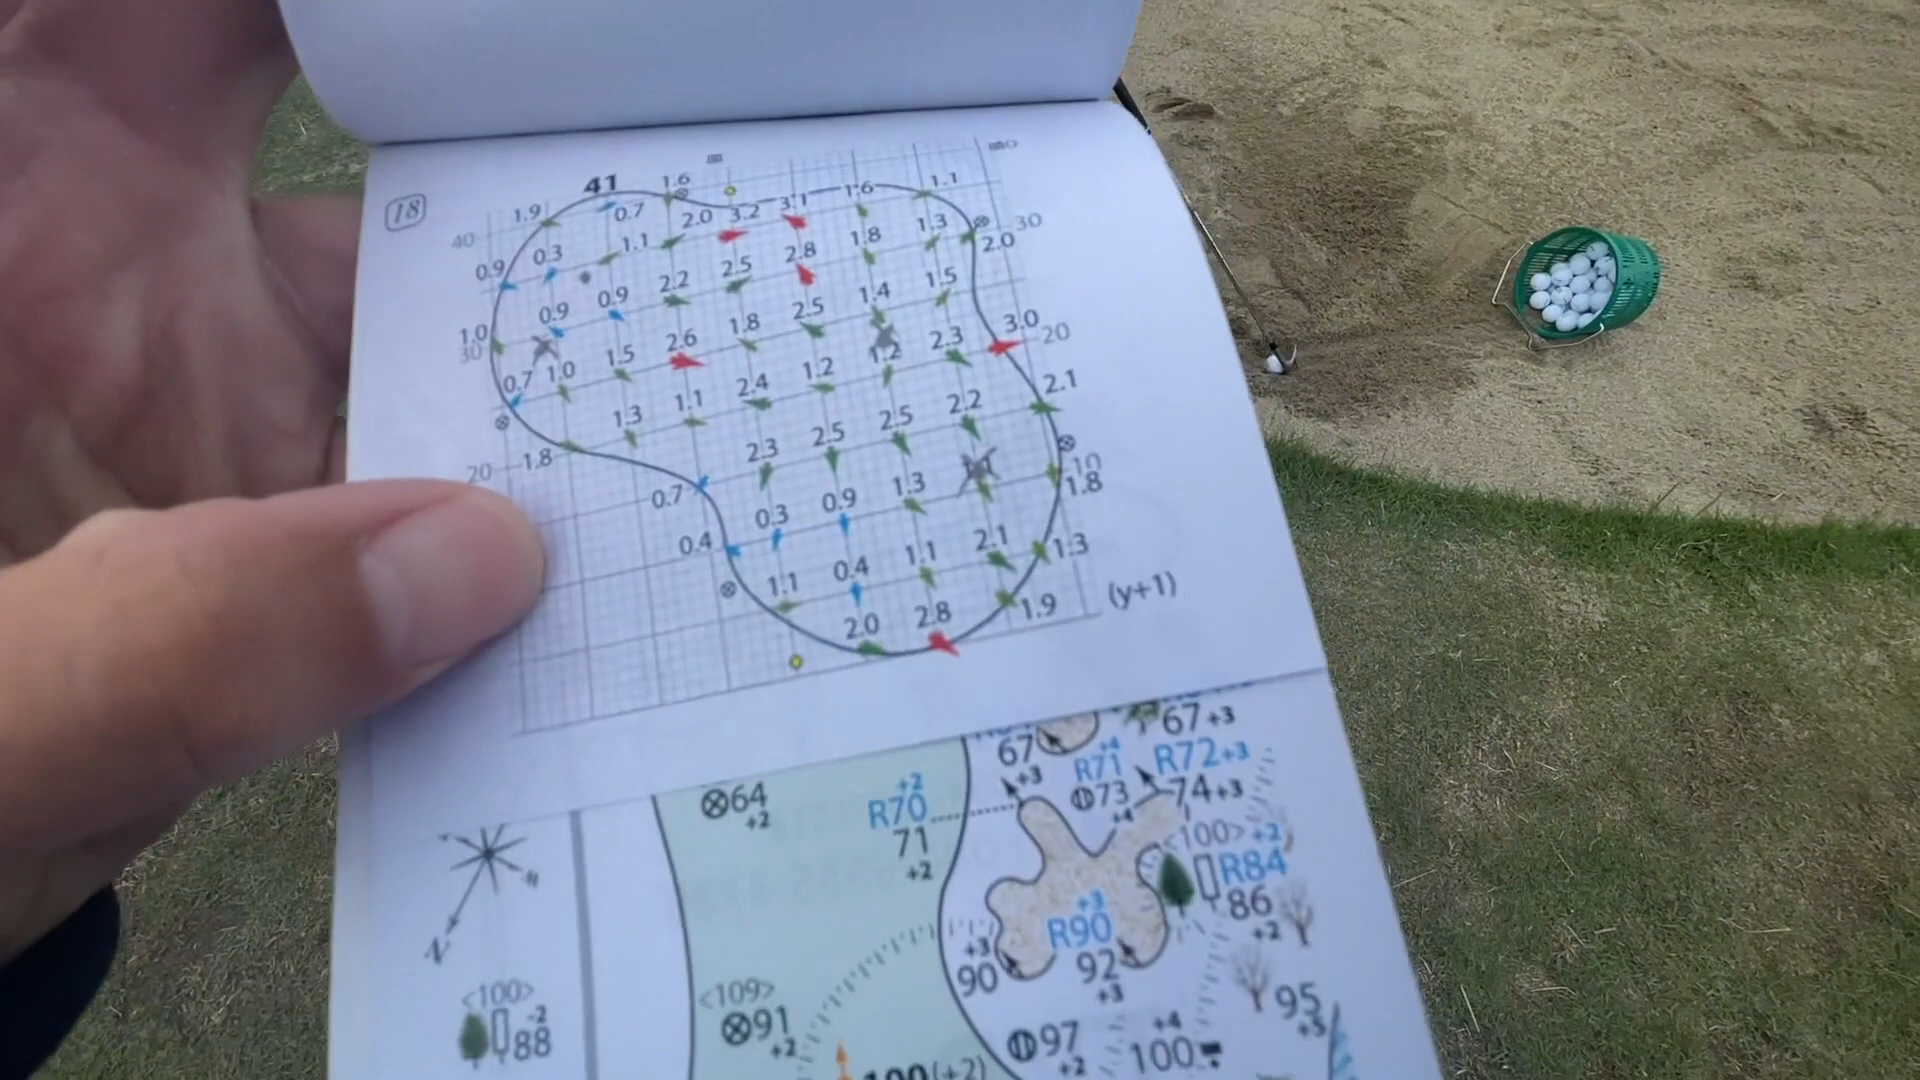 18
41
1.6
1.9 0.7 2.0 3.2 3.1 1.6 1.1
40 0.9 0.3 1.1 2.2 2.5 2.8 1.8 1.3 2.0 30
1.0 0.9 0.9 2.6 1.8 2.5 1.4 1.5
30 0.7 1.0 1.5 1.1 2.4 1.2 1.2 2.3 3.0 20
20 1.8 1.3 2.3 2.5 2.5 2.2 2.1
0.7 0.3 0.9 1.3 10 1.8
0.4 1.1 0.4 1.1 2.1 1.3
2.0 2.8 1.9 (y+1)
67 +3
67+3
R71 +4
R72+3
64 +2
R70 +2
71 +2
73 +4
74+3
<100> +2
R84
86 +2
R90 +3
90 +3
92 +3
N
<100>
-2
88
<109>
91 +2
95 +5
97 +2
+4
100
100(+2)